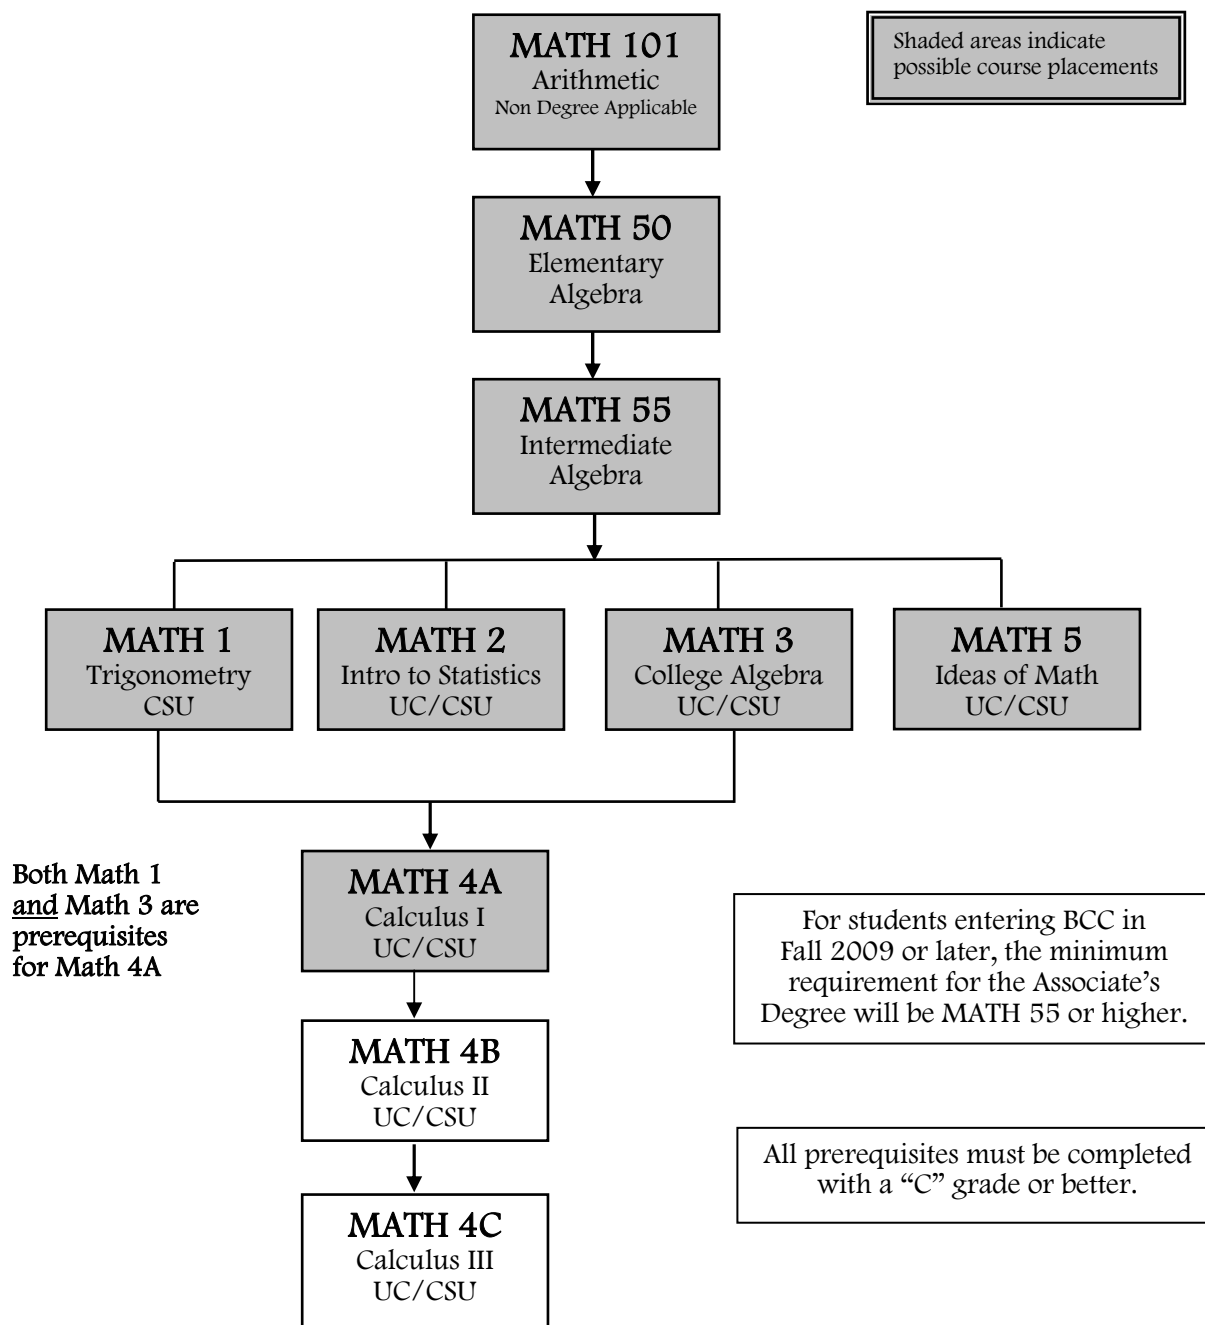 MATH 101
Arithmetic
Non Degree Applicable
Shaded areas indicate
possible course placements
MATH 50
Elementary
Algebra
MATH 55
Intermediate
Algebra
MATH 1
Trigonometry
CSU
MATH 2
Intro to Statistics
UC/CSU
MATH 3
College Algebra
UC/CSU
MATH 5
Ideas of Math
UC/CSU
Both Math 1
and Math 3 are
prerequisites
for Math 4A
MATH 4A
Calculus I
UC/CSU
For students entering BCC in
Fall 2009 or later, the minimum
requirement for the Associate’s
Degree will be MATH 55 or higher.
MATH 4B
Calculus II
UC/CSU
All prerequisites must be completed
with a “C” grade or better.
MATH 4C
Calculus III
UC/CSU